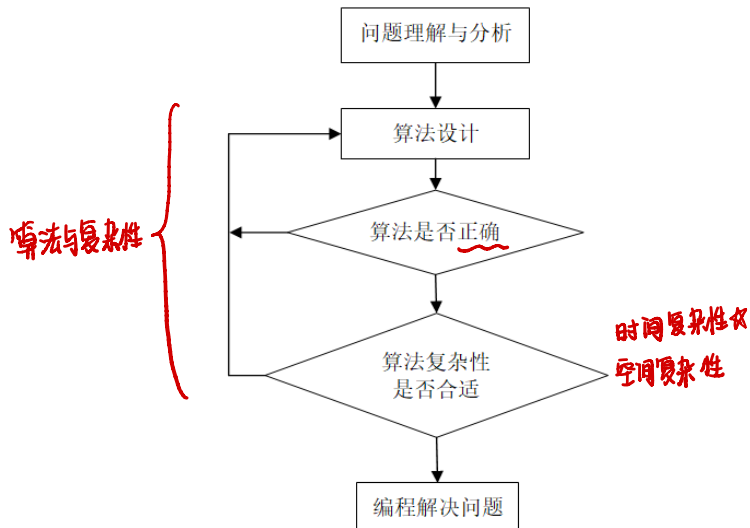 问题理解与分析
算法设计
算法是否正确
算法与复杂性
算法复杂性
是否合适
时间复杂性☆
空间复杂性
编程解决问题